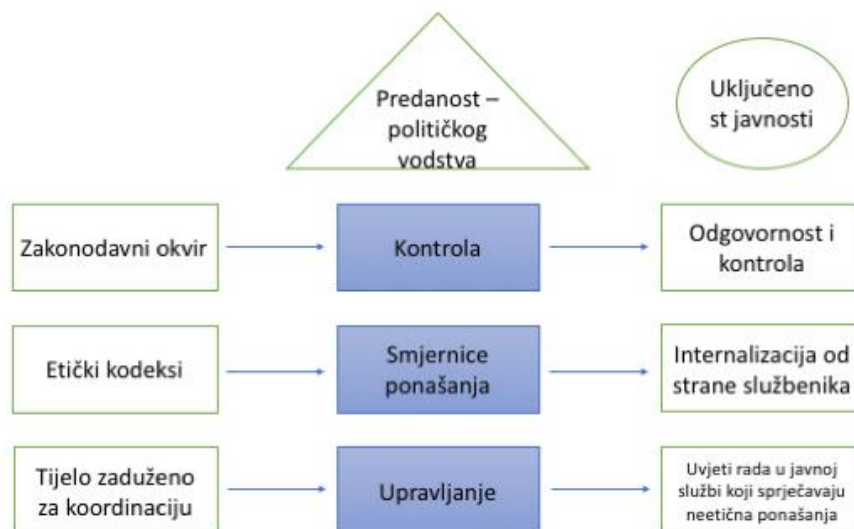 Predanost –
političkog
vodstva
Uključeno
st javnosti
Zakonodavni okvir
Kontrola
Odgovornost i
kontrola
Etički kodeksi
Smjernice
ponašanja
Internalizacija od
strane službenika
Tijelo zaduženo
za koordinaciju
Upravljanje
Uvjeti rada u javnoj
službi koji sprječavaju
neetična ponašanja